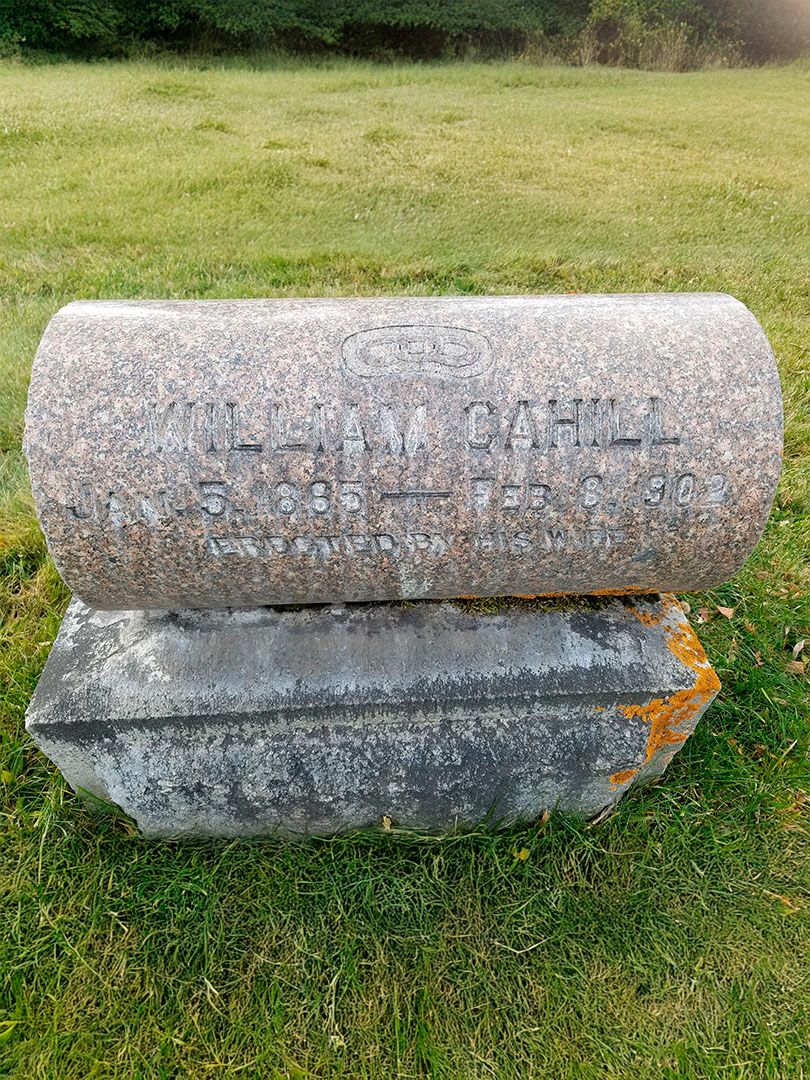 WILLIAM CAHILL
JAN. 5. 1865 — FEB. 8. 1902
ERECTED BY HIS WIFE